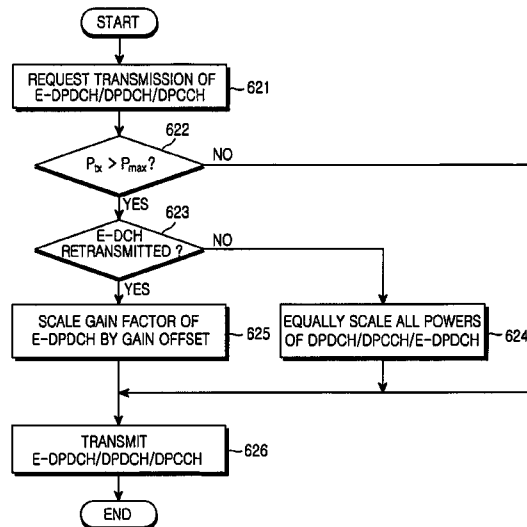 START
REQUEST TRANSMISSION OF
E-DPDCH/DPDCH/DPCCH
621
622
Ptx > Pmax?
NO
YES
623
E-DCH
RETRANSMITTED ?
NO
YES
SCALE GAIN FACTOR OF
E-DPDCH BY GAIN OFFSET
625
EQUALLY SCALE ALL POWERS
OF DPDCH/DPCCH/E-DPDCH
624
TRANSMIT
E-DPDCH/DPDCH/DPCCH
626
END